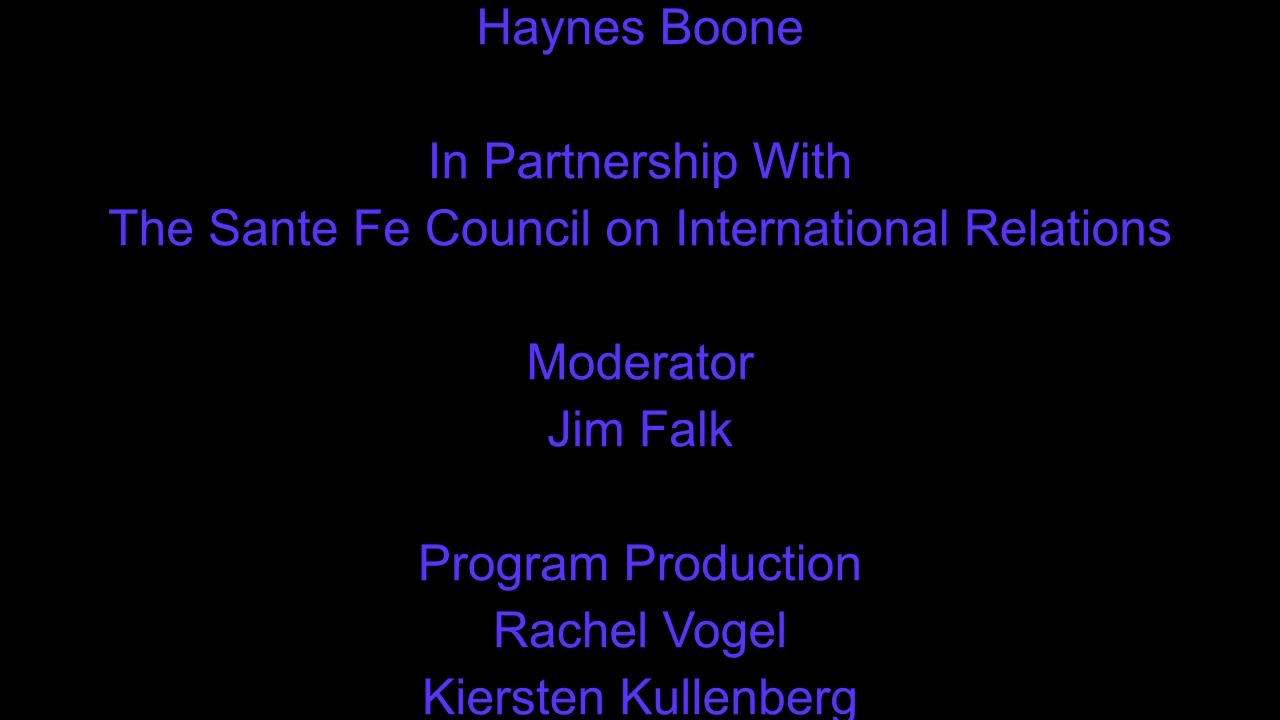 Haynes Boone
In Partnership With
The Sante Fe Council on International Relations
Moderator
Jim Falk
Program Production
Rachel Vogel
Kiersten Kullenberg